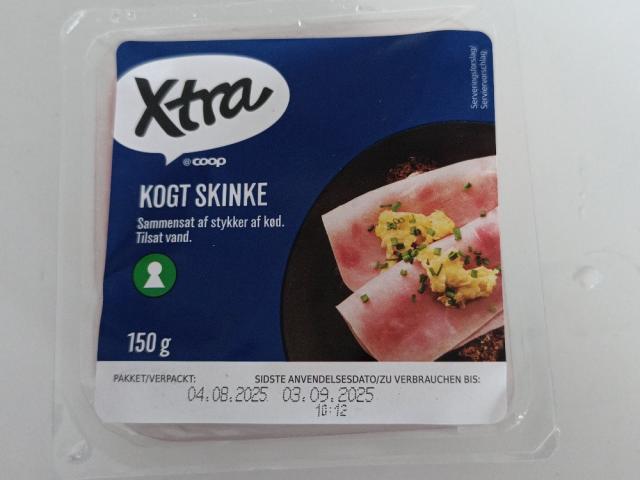 Serveringsforslag/
Serviervorschlag
X-tra
@coop
KOGT SKINKE
Sammensat af stykker af kød.
Tilsat vand.
150 g
PAKKET/VERPACKT: SIDSTE ANVENDELSESDATO/ZU VERBRAUCHEN BIS:
04.08.2025 03.09.2025
10:12